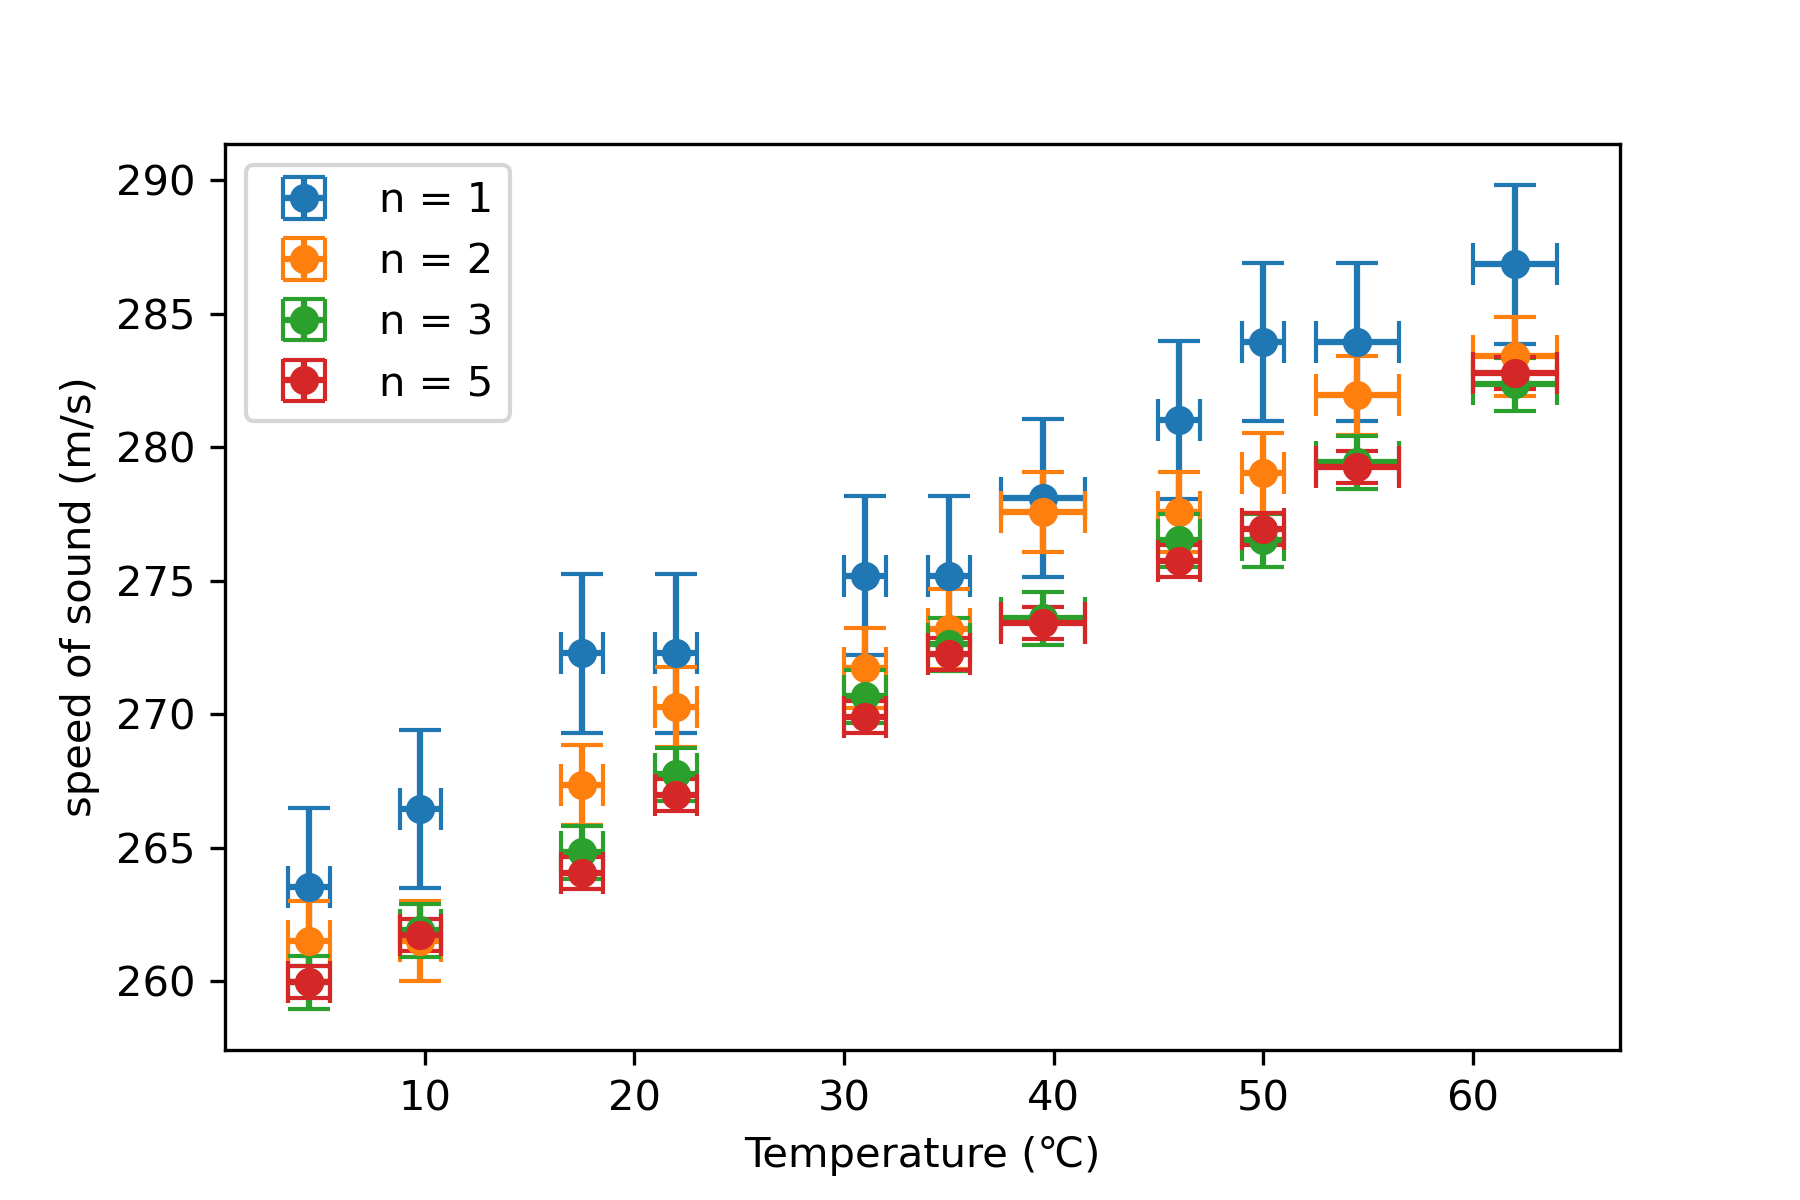 290
285
280
275
270
265
260
speed of sound (m/s)
n = 1
n = 2
n = 3
n = 5
10 20 30 40 50 60
Temperature (℃)